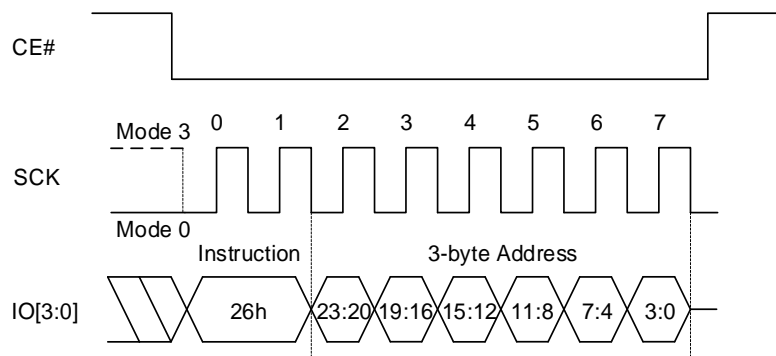 CE#
Mode 3 0 1 2 3 4 5 6 7
SCK
Mode 0
Instruction 3-byte Address
IO[3:0] 26h 23:20 19:16 15:12 11:8 7:4 3:0